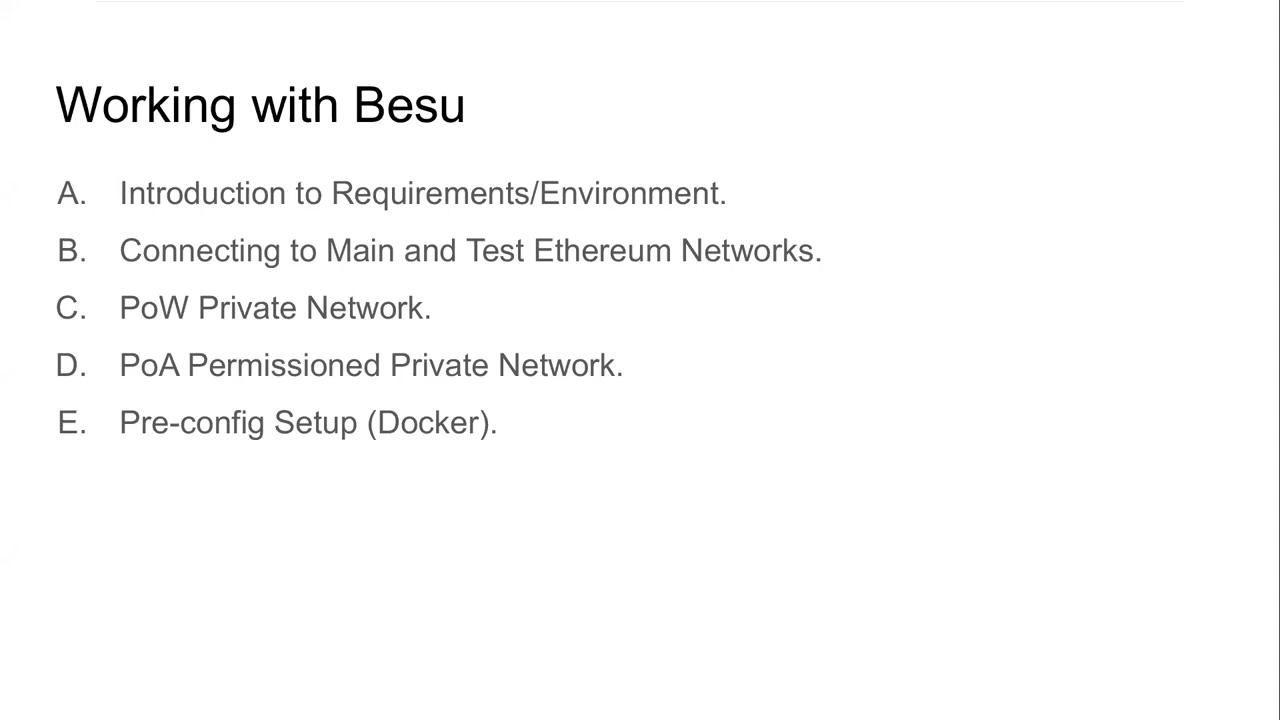 Working with Besu
A. Introduction to Requirements/Environment.
B. Connecting to Main and Test Ethereum Networks.
C. PoW Private Network.
D. PoA Permissioned Private Network.
E. Pre-config Setup (Docker).